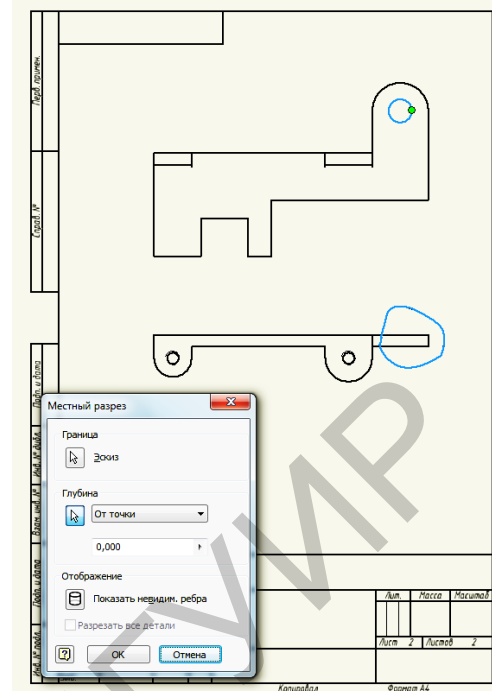 Перв. примен.
Справ. №
Подп. и дата
Инв. № дубл.
Взам. инв. №
Подп. и дата
Инв. № подл.
Местный разрез
Граница
Эскиз
Глубина
От точки
0,000
Отображение
Показать невидим. ребра
Разрезать все детали
ОК
Отмена
Лит. Масса Масштаб
Лист 2 Листов 2
Копировал Формат А4
ГУИР